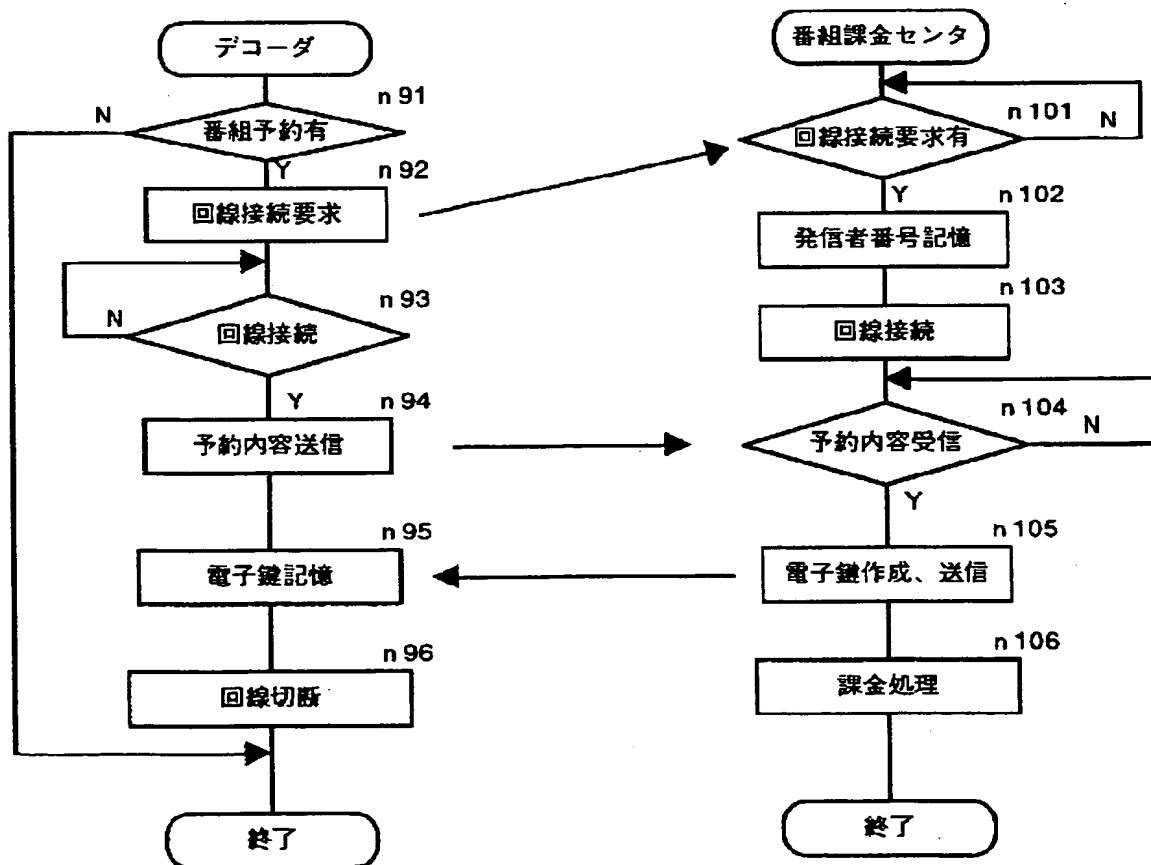 デコーダ
n 91
N
番組予約有
Y
n 92
回線接続要求
n 93
N
回線接続
Y
n 94
予約内容送信
n 95
電子鍵記憶
n 96
回線切断
終了
番組課金センタ
n 101
N
回線接続要求有
Y
n 102
発信者番号記憶
n 103
回線接続
n 104
N
予約内容受信
Y
n 105
電子鍵作成、送信
n 106
課金処理
終了